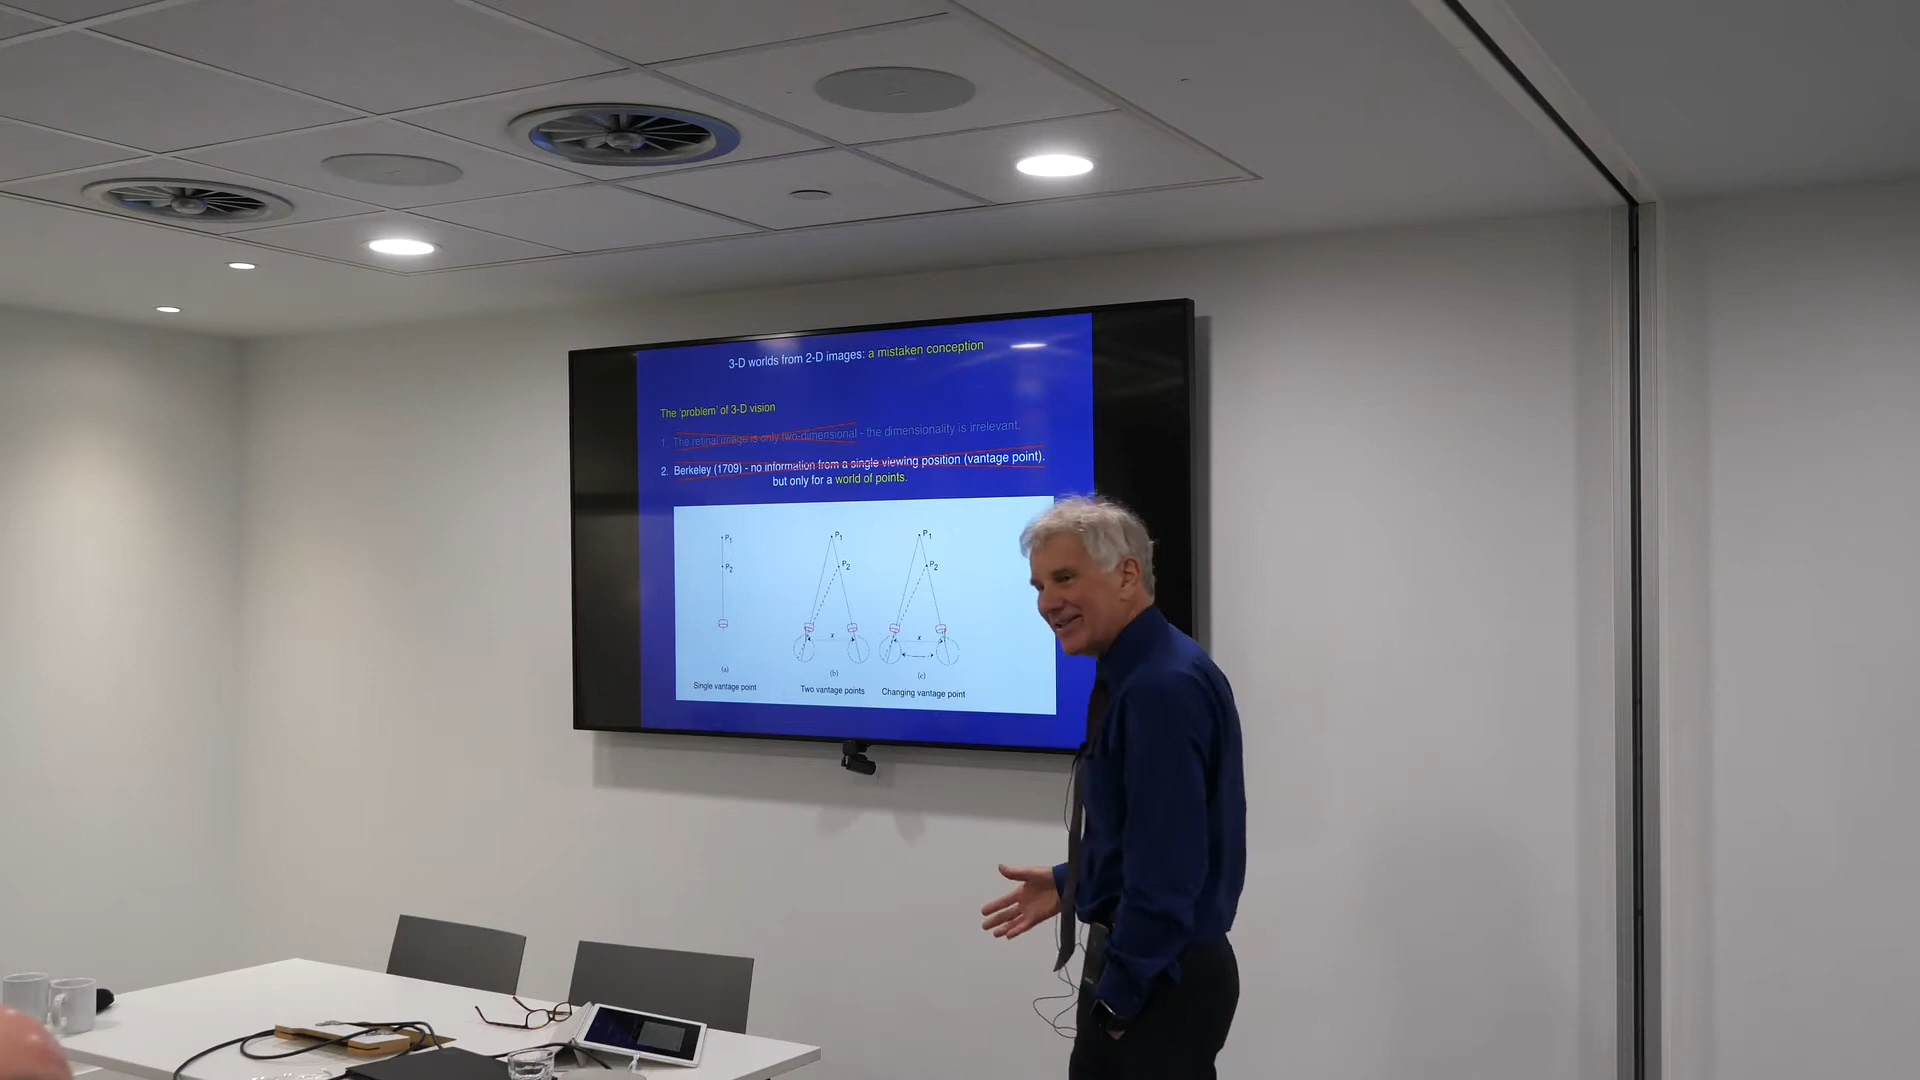 3-D worlds from 2-D images: a mistaken conception
The 'problem' of 3-D vision
1. The retinal image is only two-dimensional - the dimensionality is irrelevant.
2. Berkeley (1709) - no information from a single viewing position (vantage point).
but only for a world of points.
P1 P1 P1
P2 P2 P2
x x
(a) (b) (c)
Single vantage point Two vantage points Changing vantage point